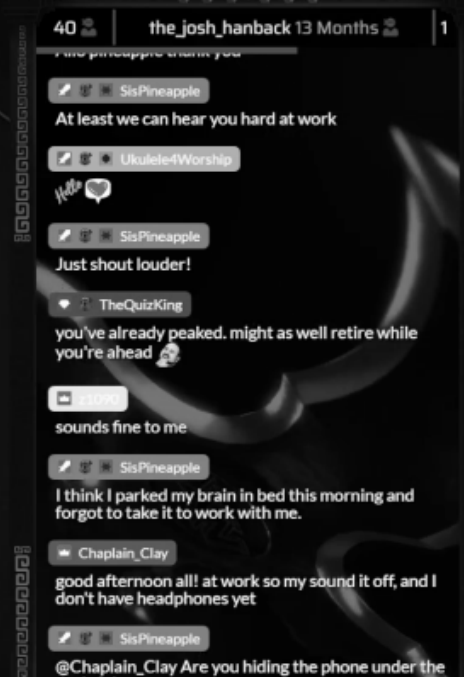 40 the_josh_hanback 13 Months 1
pineapple thank you
SisPineapple
At least we can hear you hard at work
Ukulele4Worship
Hello
SisPineapple
Just shout louder!
TheQuizKing
you've already peaked. might as well retire while
you're ahead
z1090
sounds fine to me
SisPineapple
I think I parked my brain in bed this morning and
forgot to take it to work with me.
Chaplain_Clay
good afternoon all! at work so my sound it off, and I
don't have headphones yet
SisPineapple
@Chaplain_Clay Are you hiding the phone under the